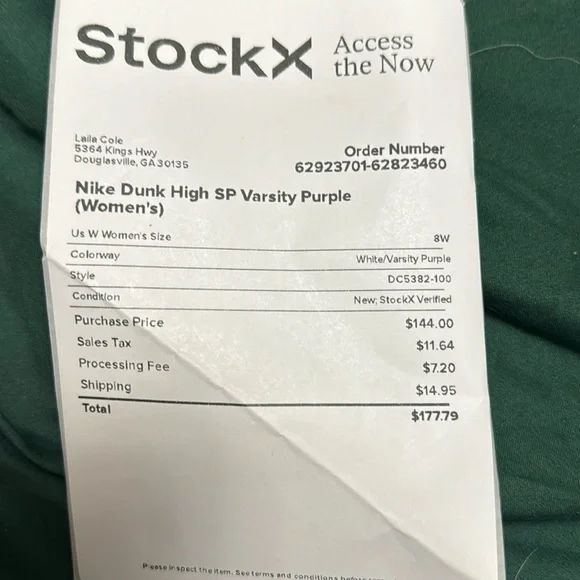 StockX Access
the Now
Laila Cole
5364 Kings Hwy
Douglasville, GA 30135
Order Number
62923701-62823460
Nike Dunk High SP Varsity Purple
(Women's)
Us W Women's Size 8W
Colorway White/Varsity Purple
Style DC5382-100
Condition New; StockX Verified
Purchase Price $144.00
Sales Tax $11.64
Processing Fee $7.20
Shipping $14.95
Total $177.79
Please inspect the item. See terms and conditions before